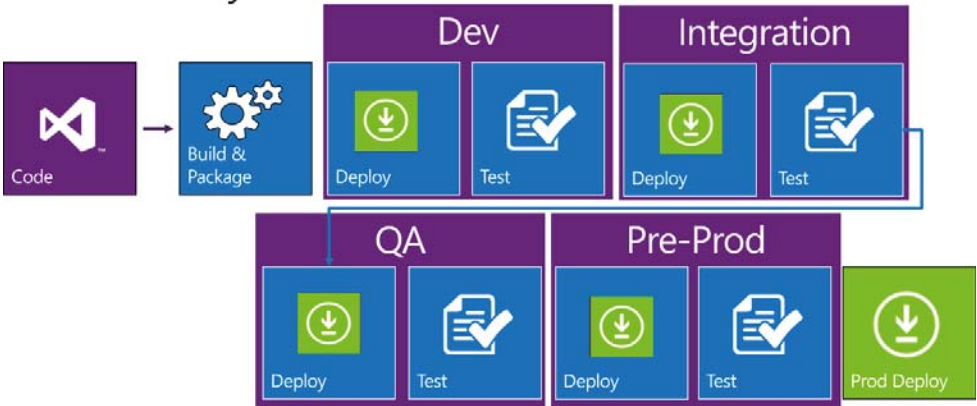 Dev
Integration
Code
Build &
Package
Deploy
Test
Deploy
Test
QA
Pre-Prod
Deploy
Test
Deploy
Test
Prod Deploy